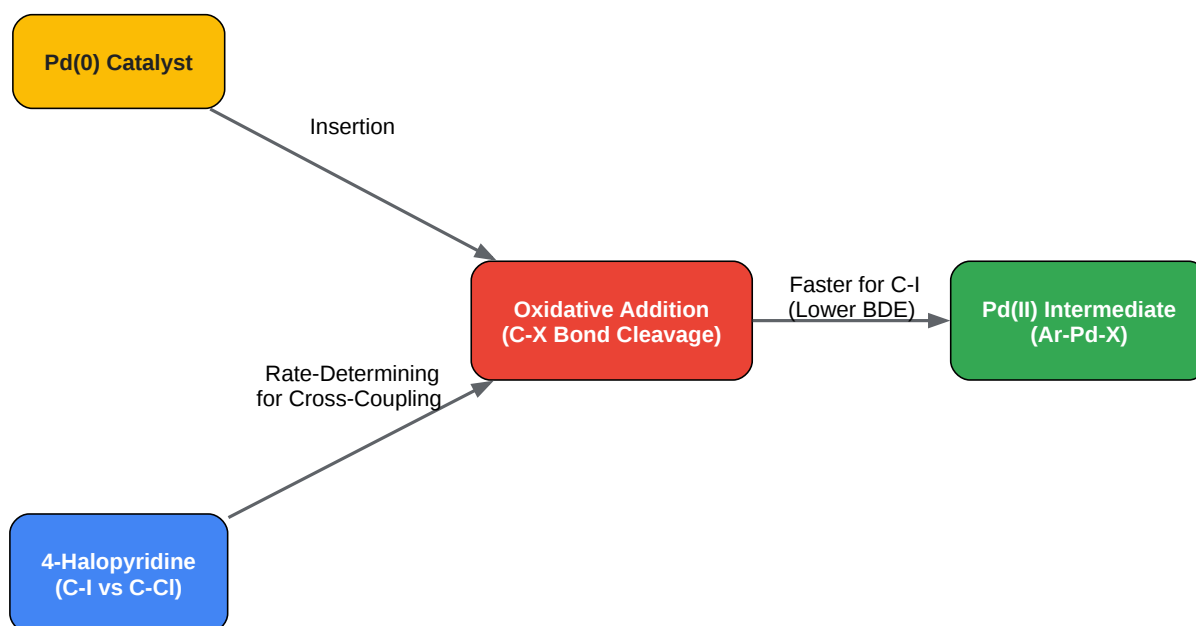 Pd(0) Catalyst
Insertion
Oxidative Addition
(C-X Bond Cleavage)
Faster for C-I
(Lower BDE)
Pd(II) Intermediate
(Ar-Pd-X)
Rate-Determining
for Cross-Coupling
4-Halopyridine
(C-I vs C-Cl)